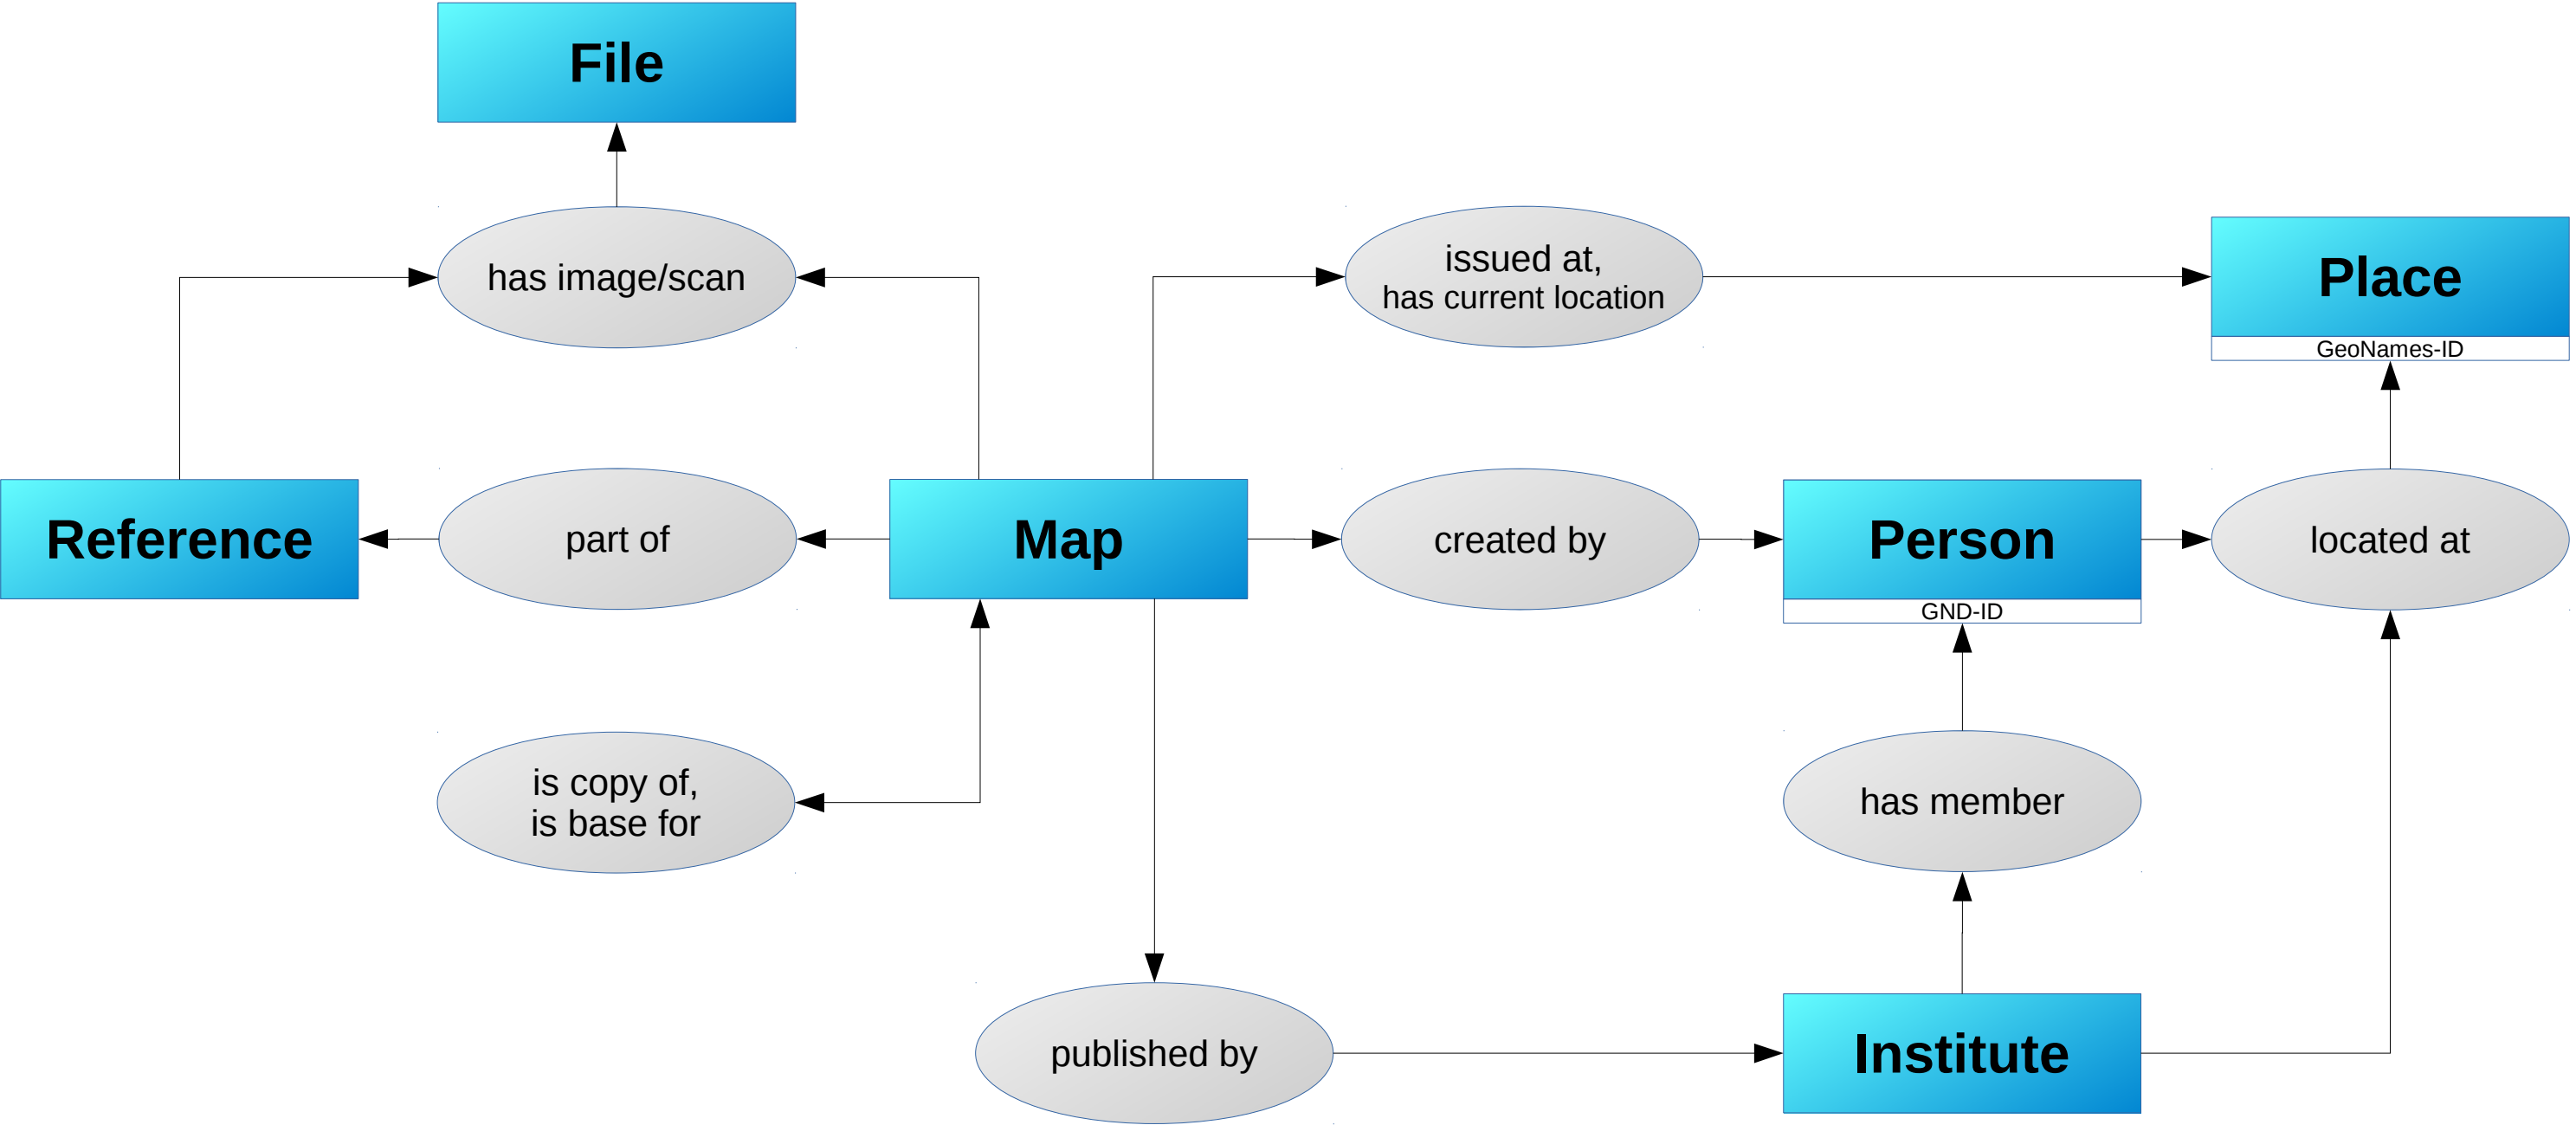 File
has image/scan
issued at,
has current location
Place
GeoNames-ID
Reference
part of
Map
created by
Person
GND-ID
located at
is copy of,
is base for
has member
published by
Institute